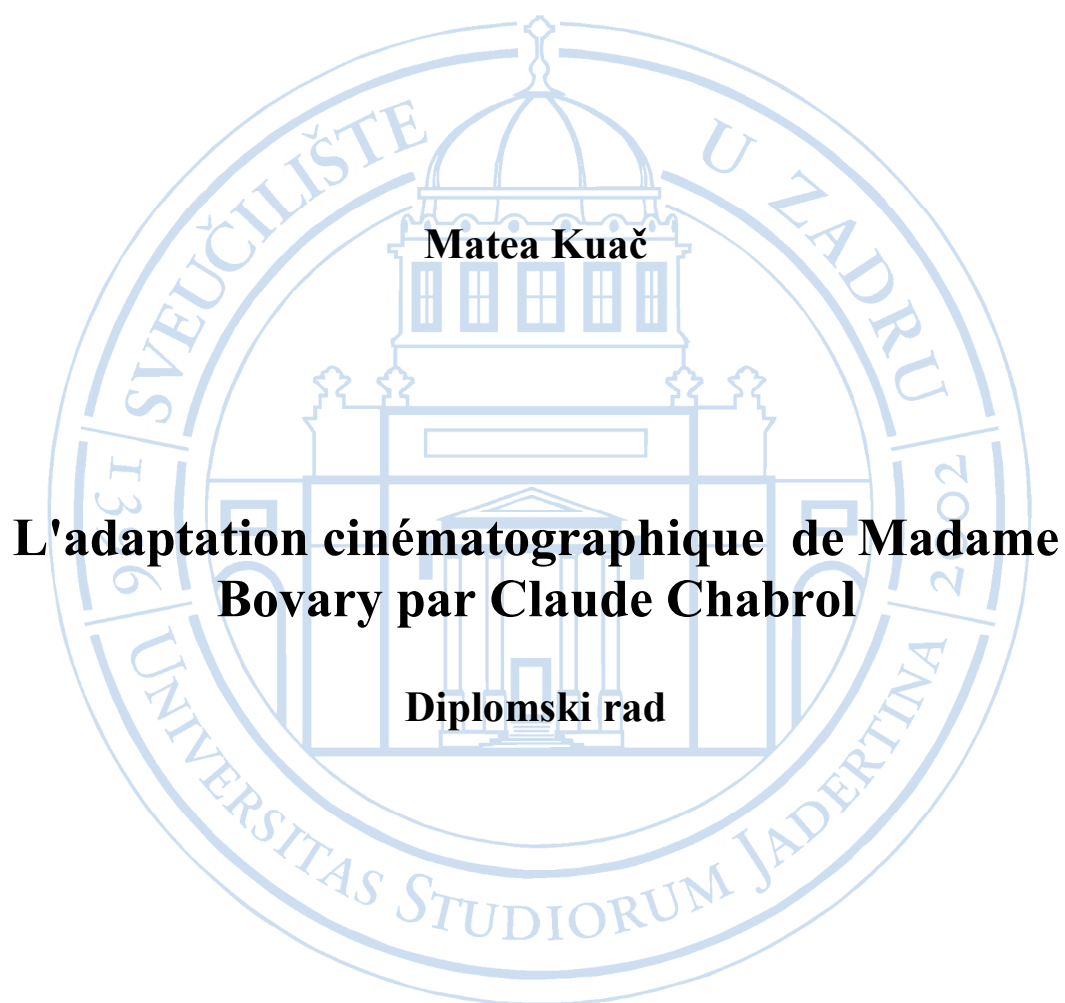 SVEUČILIŠTE U ZADRU
Matea Kuač
1396
2002
L'adaptation cinématographique  de Madame
Bovary par Claude Chabrol
Diplomski rad
UNIVERSITAS STUDIORUM JADERTINA